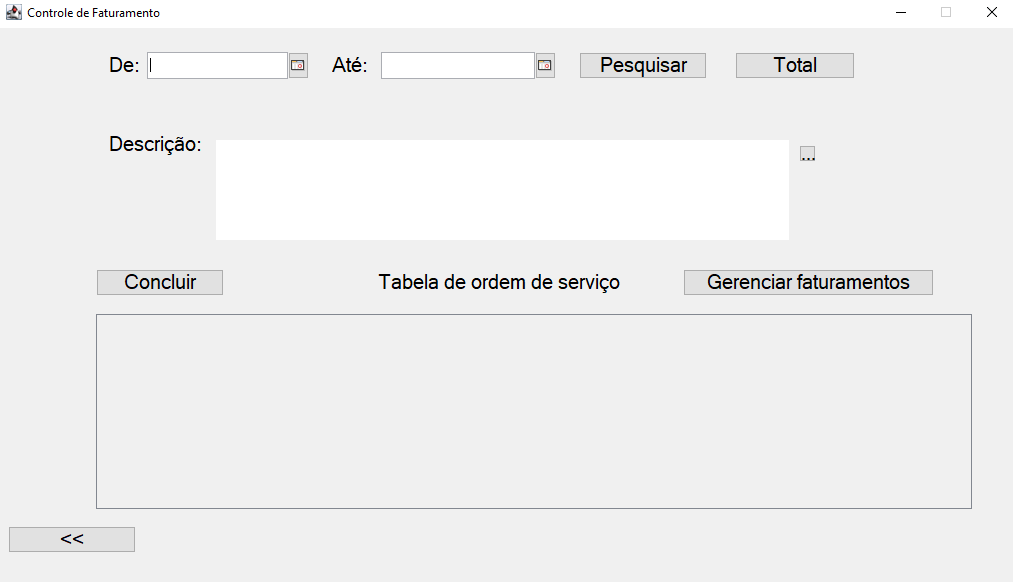 Controle de Faturamento
De: Até: Pesquisar Total
Descrição: ...
Concluir Tabela de ordem de serviço Gerenciar faturamentos
<<